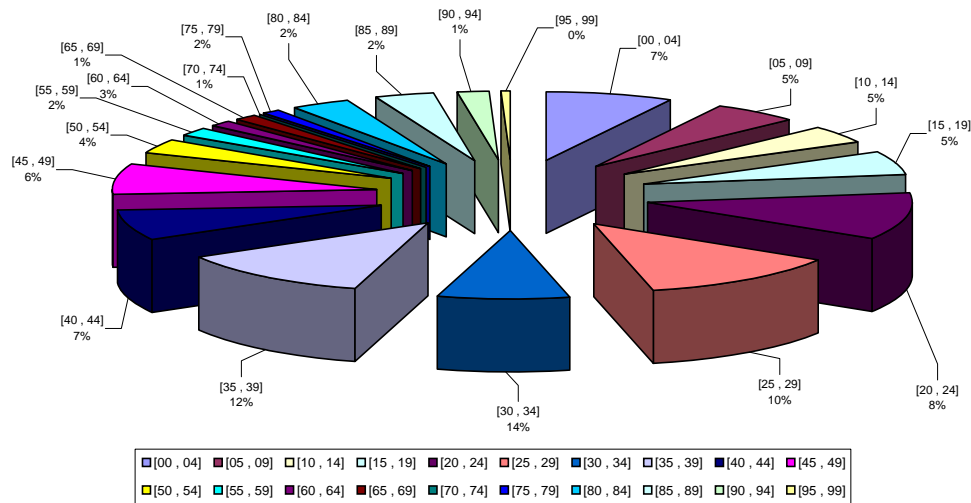 [00 , 04]
7%
[05 , 09]
5%
[10 , 14]
5%
[15 , 19]
5%
[20 , 24]
8%
[25 , 29]
10%
[30 , 34]
14%
[35 , 39]
12%
[40 , 44]
7%
[45 , 49]
6%
[50 , 54]
4%
[55 , 59]
2%
[60 , 64]
3%
[65 , 69]
1%
[70 , 74]
1%
[75 , 79]
2%
[80 , 84]
2%
[85 , 89]
2%
[90 , 94]
1%
[95 , 99]
0%
[00 , 04] [05 , 09] [10 , 14] [15 , 19] [20 , 24] [25 , 29] [30 , 34] [35 , 39] [40 , 44] [45 , 49]
[50 , 54] [55 , 59] [60 , 64] [65 , 69] [70 , 74] [75 , 79] [80 , 84] [85 , 89] [90 , 94] [95 , 99]